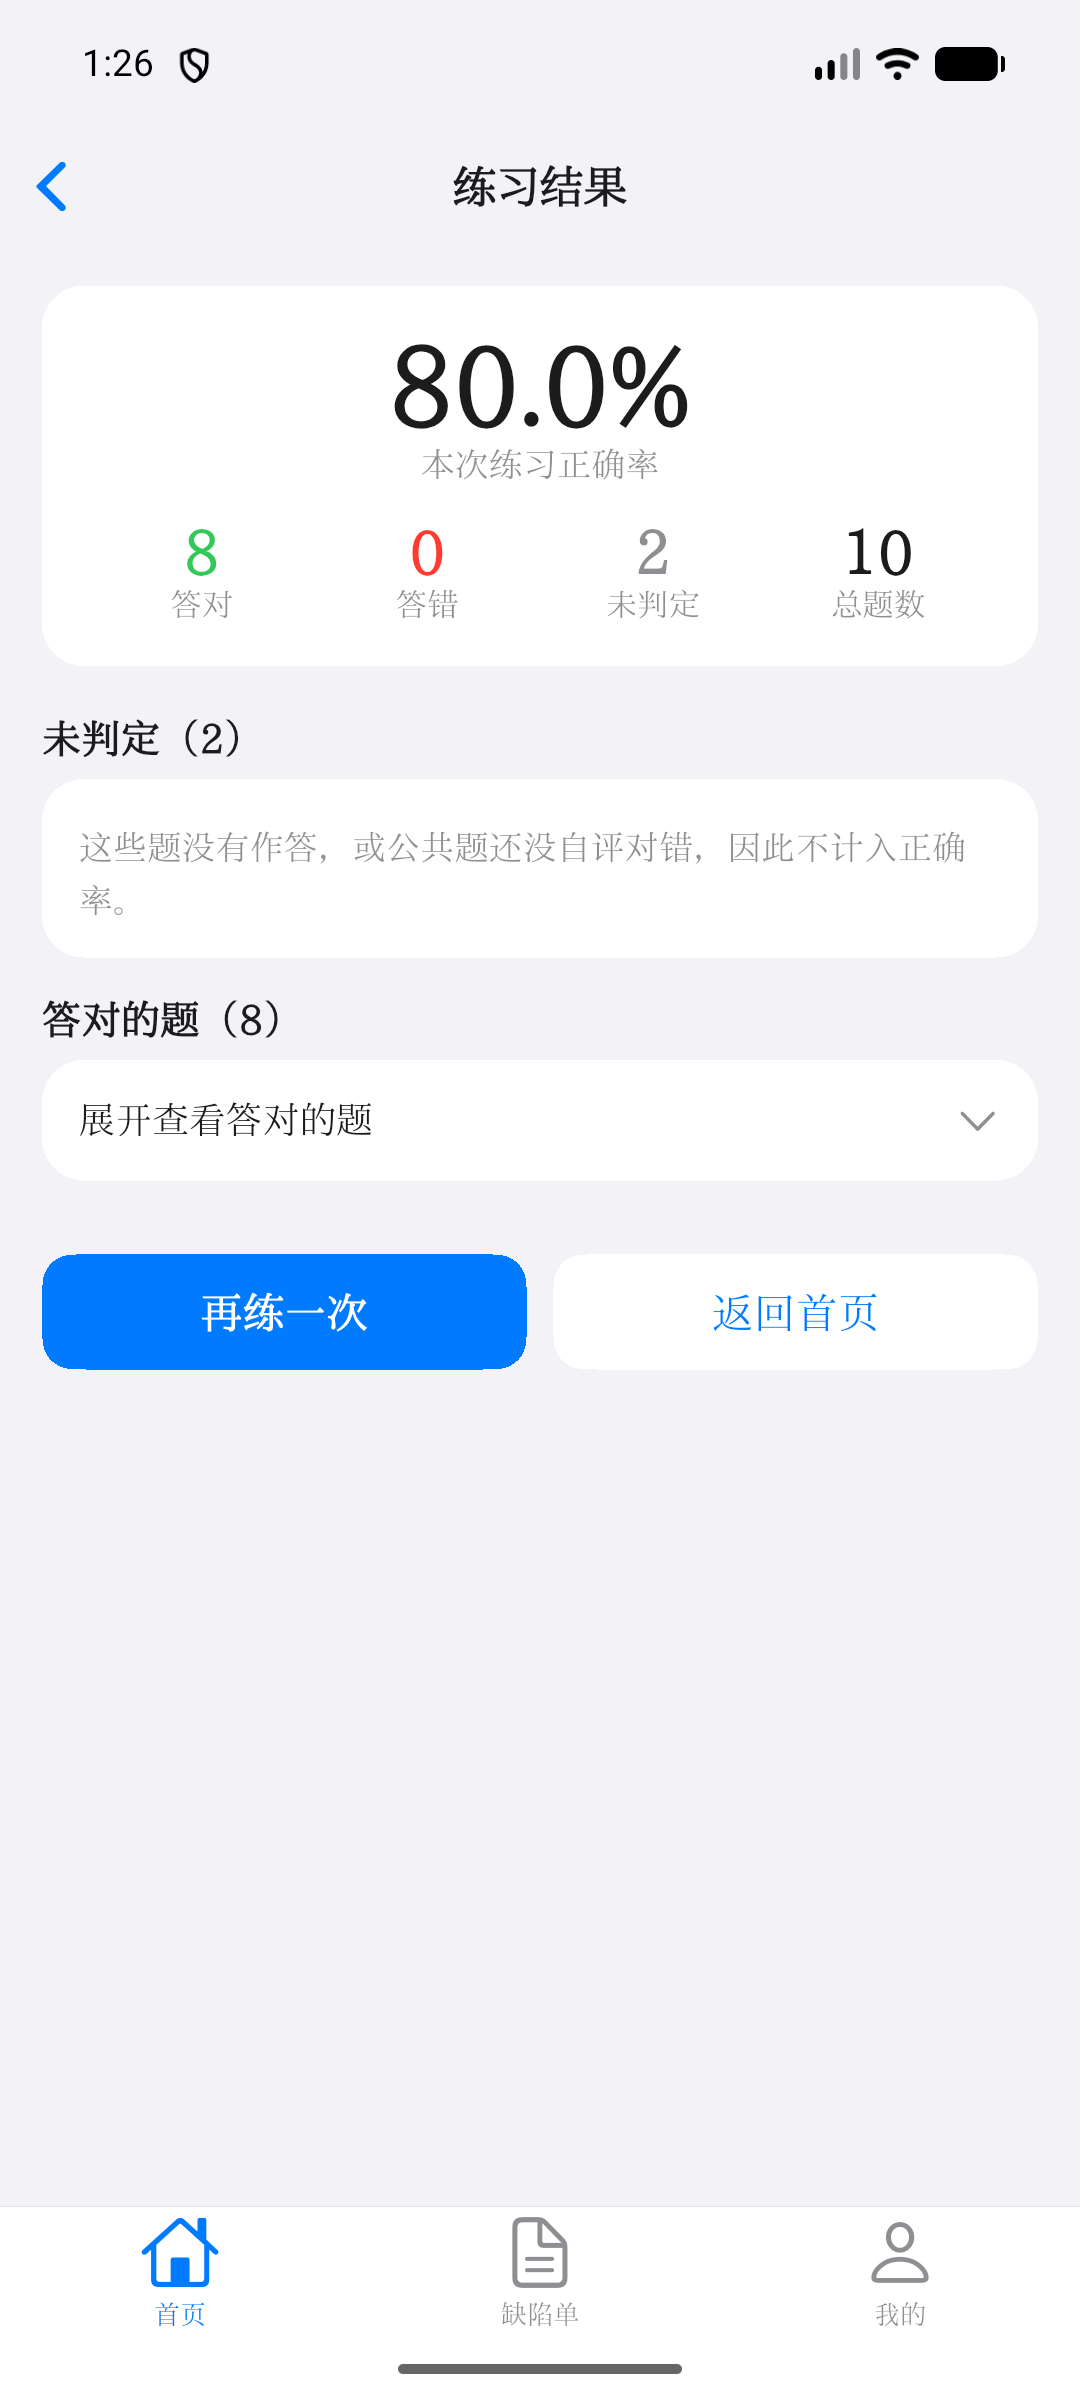 1:26
练习结果
80.0%
本次练习正确率
8 0 2 10
答对 答错 未判定 总题数
未判定（2）
这些题没有作答，或公共题还没自评对错，因此不计入正确
率。
答对的题（8）
展开查看答对的题
再练一次 返回首页
首页 缺陷单 我的